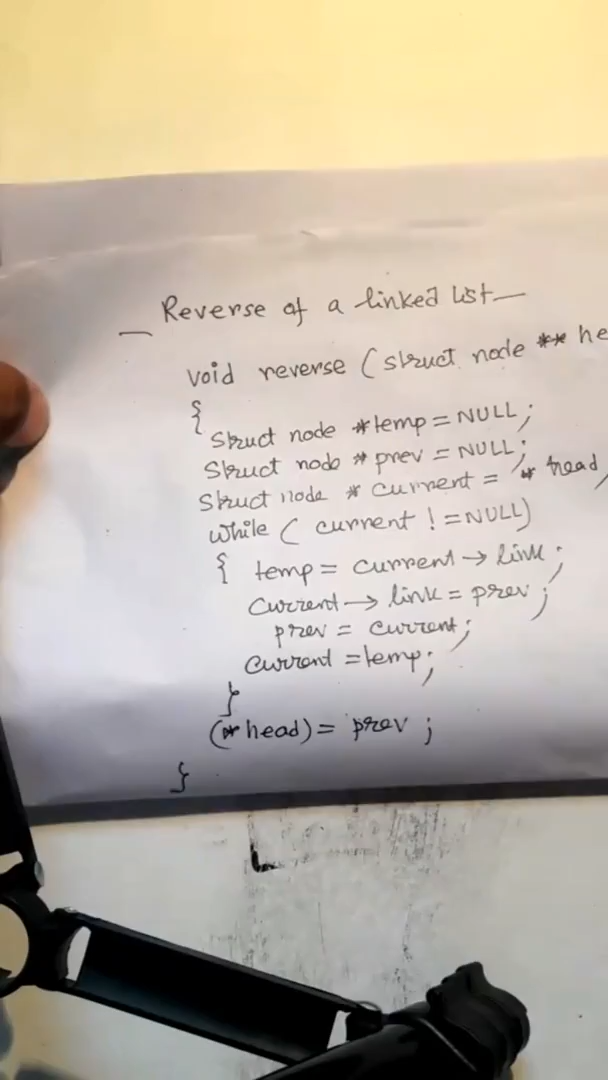 Reverse of a linked list
void reverse (struct node ** he
{
Struct node *temp = NULL;
Struct node * prev = NULL;
Struct node * current = * head,
while ( current != NULL)
{ temp = current → link;
current → link = prev;
prev = current;
current = temp;
}
(* head) = prev ;
}